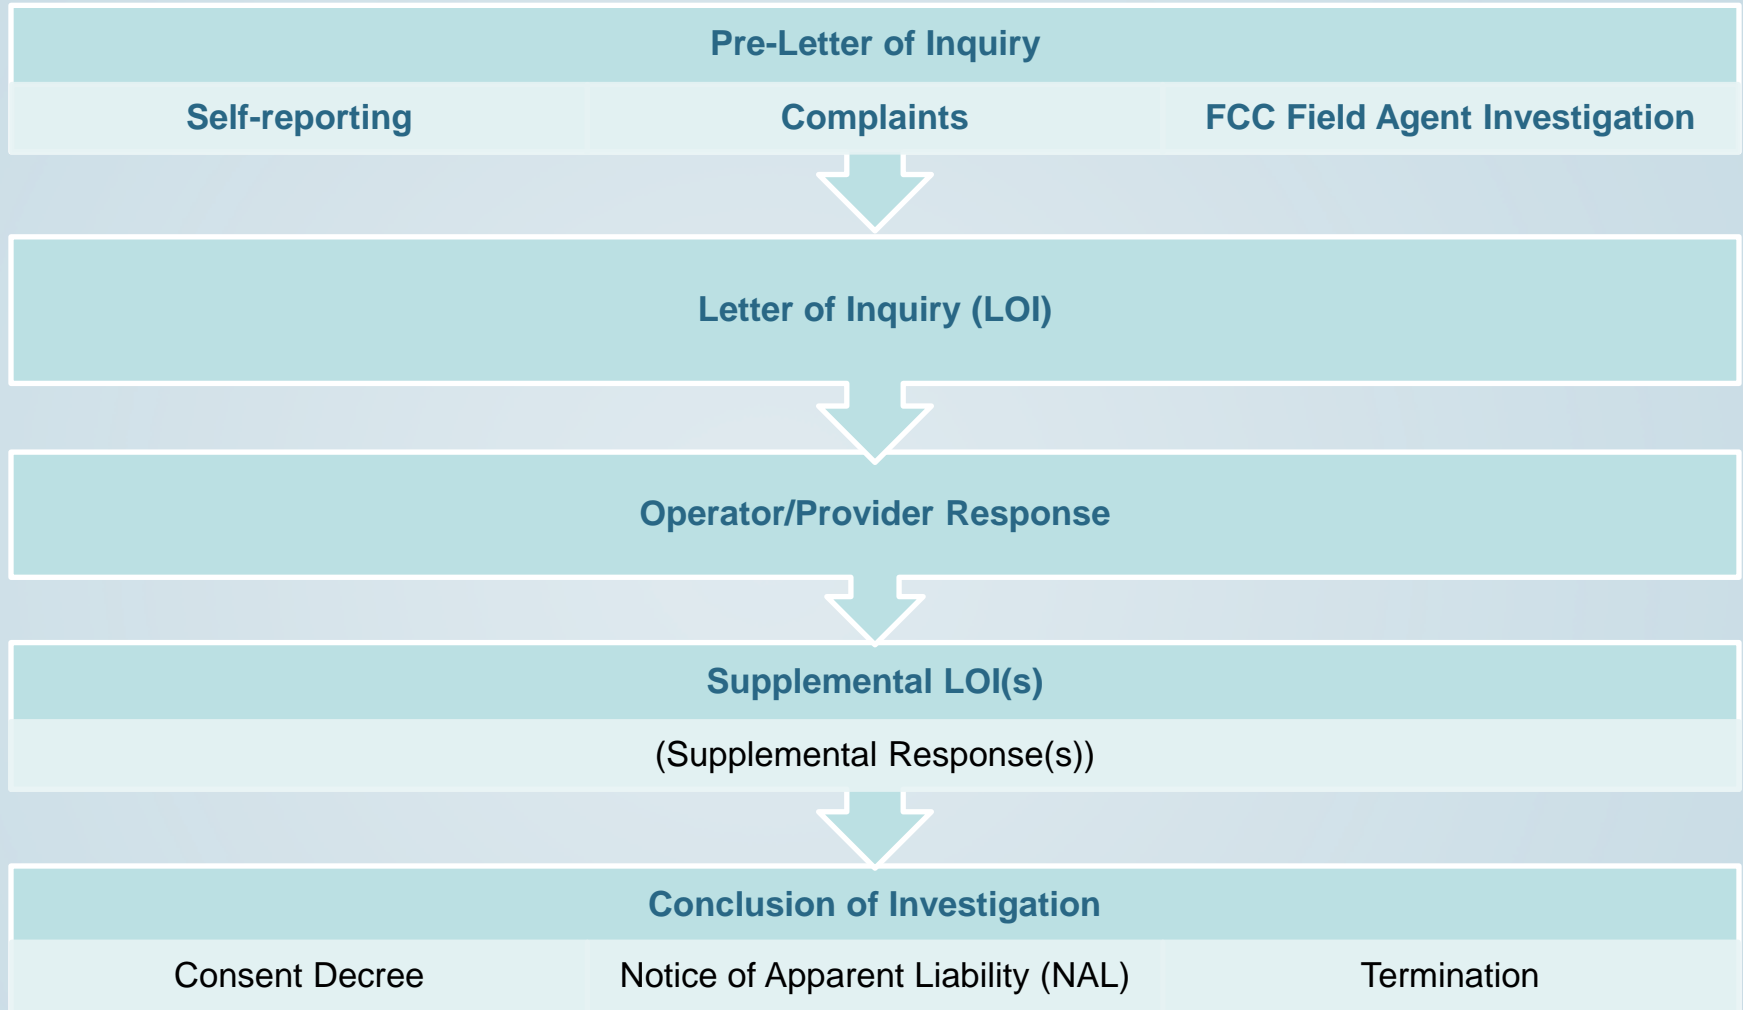 Pre-Letter of Inquiry
Self-reporting
Complaints
FCC Field Agent Investigation
Letter of Inquiry (LOI)
Operator/Provider Response
Supplemental LOI(s)
(Supplemental Response(s))
Conclusion of Investigation
Consent Decree
Notice of Apparent Liability (NAL)
Termination